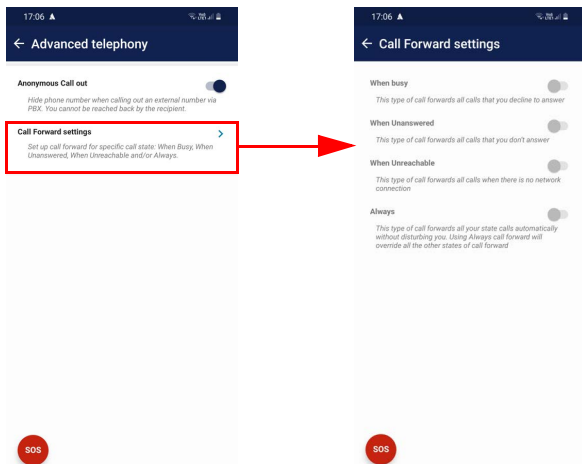 17:06
Advanced telephony
Anonymous Call out
Hide phone number when calling out an external number via
PBX. You cannot be reached back by the recipient.
Call Forward settings
Set up call forward for specific call state: When Busy, When
Unanswered, When Unreachable and/or Always.
SOS
17:06
Call Forward settings
When busy
This type of call forwards all calls that you decline to answer
When Unanswered
This type of call forwards all calls that you don't answer
When Unreachable
This type of call forwards all calls when there is no network
connection
Always
This type of call forwards all your state calls automatically
without disturbing you. Using Always call forward will
override all the other states of call forward
SOS